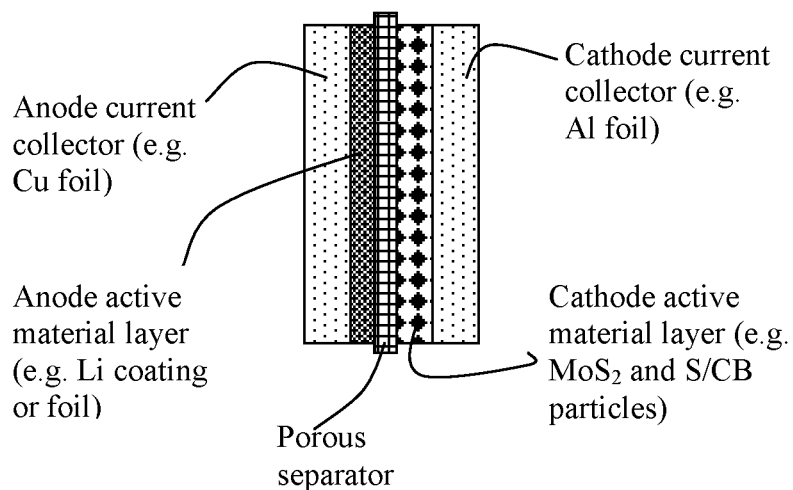 Anode current
collector (e.g.
Cu foil)
Anode active
material layer
(e.g. Li coating
or foil)
Porous
separator
Cathode current
collector (e.g.
Al foil)
Cathode active
material layer (e.g.
MoS₂ and S/CB
particles)